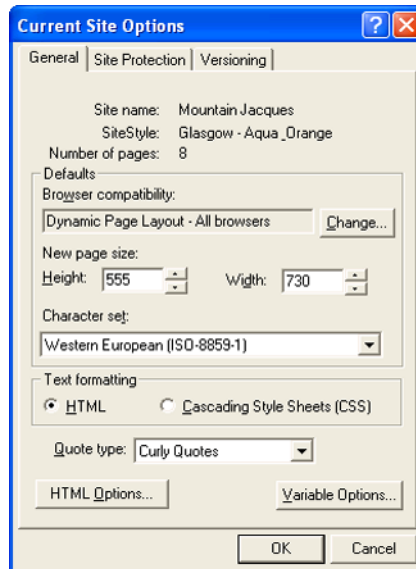 Current Site Options
General Site Protection Versioning
Site name: Mountain Jacques
SiteStyle: Glasgow - Aqua_Orange
Number of pages: 8
Defaults
Browser compatibility:
Dynamic Page Layout - All browsers Change...
New page size:
Height: 555 Width: 730
Character set:
Western European (ISO-8859-1)
Text formatting
HTML Cascading Style Sheets (CSS)
Quote type: Curly Quotes
HTML Options... Variable Options...
OK Cancel